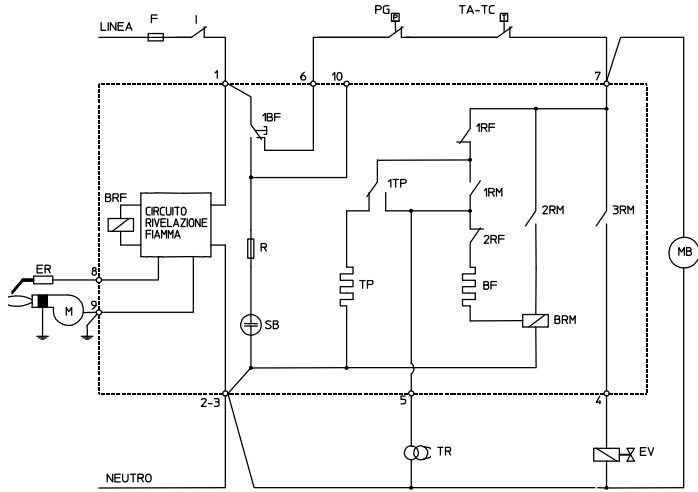 LINEA
F
I
PG
P
TA-TC
T
1
6
10
7
1BF
1RF
1TP
1RM
2RM
3RM
BRF
CIRCUITO
RIVELAZIONE
FIAMMA
2RF
R
MB
ER
8
TP
BF
9
M
SB
BRM
2-3
5
4
TR
EV
NEUTRO